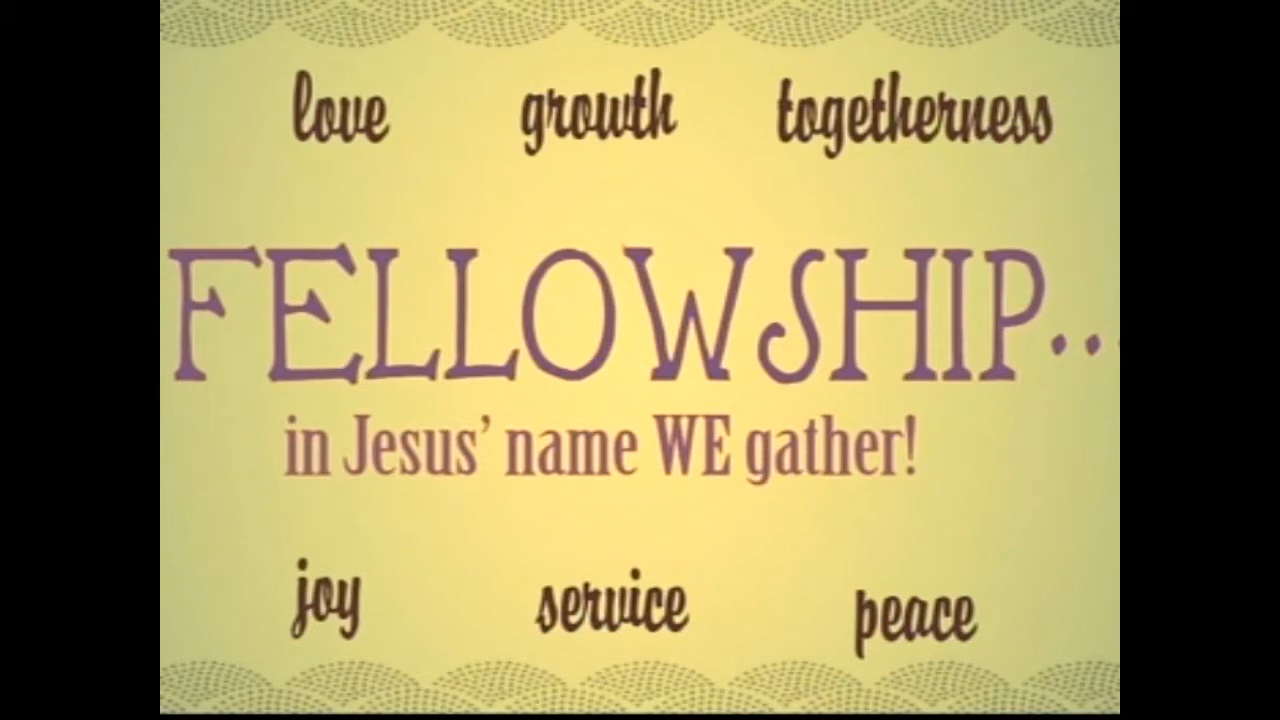 love growth togetherness
FELLOWSHIP...
in Jesus’ name WE gather!
joy service peace